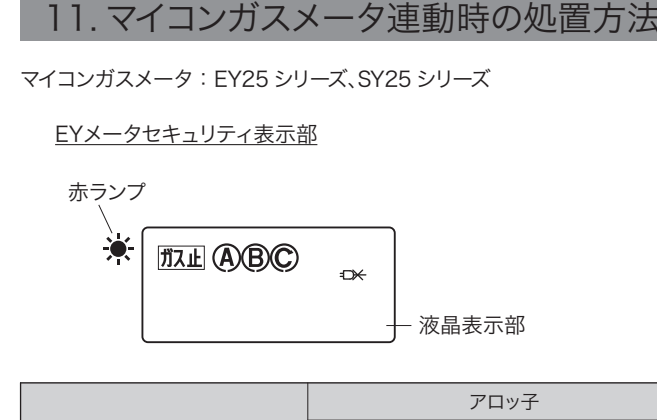 11. マイコンガスメータ連動時の処置方法
マイコンガスメータ：EY25 シリーズ、SY25 シリーズ
EYメータセキュリティ表示部
赤ランプ
ガス止 Ⓐ Ⓑ Ⓒ
液晶表示部
アロッ子